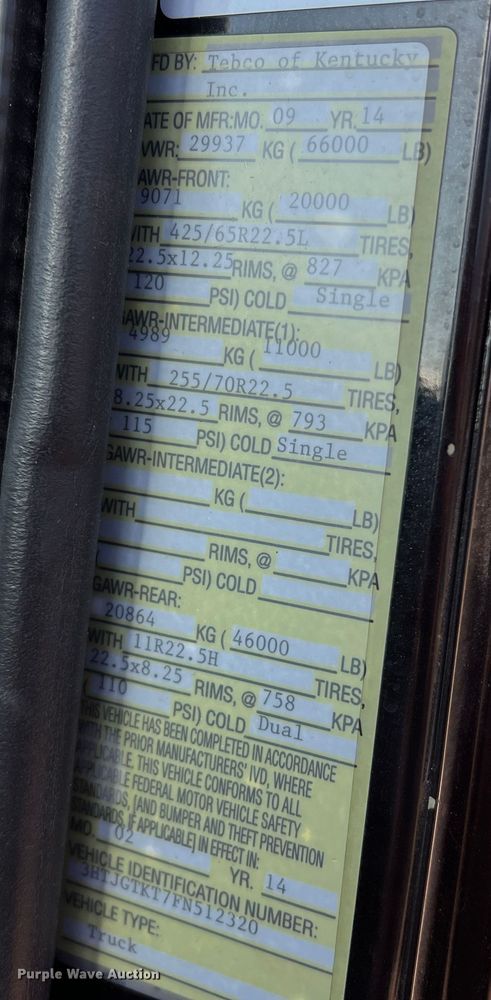 FD BY: Tebco of Kentucky
Inc.
ATE OF MFR:MO. 09 YR. 14
VWR: 29937 KG ( 66000 LB)
AWR-FRONT:
9071 KG ( 20000 LB
WITH 425/65R22.5L TIRES,
22.5x12.25 RIMS, @ 827 KPA
120 PSI) COLD Single
GAWR-INTERMEDIATE(1):
4989 KG ( 11000 LB)
WITH 255/70R22.5 TIRES,
8.25x22.5 RIMS, @ 793 KPA
115 PSI) COLD Single
GAWR-INTERMEDIATE(2):
KG ( LB)
WITH TIRES,
RIMS, @ KPA
PSI) COLD
GAWR-REAR:
20864 KG ( 46000 LB)
WITH 11R22.5H TIRES,
22.5x8.25 RIMS, @ 758 KPA
( 110 PSI) COLD Dual
THIS VEHICLE HAS BEEN COMPLETED IN ACCORDANCE
WITH THE PRIOR MANUFACTURERS' IVD, WHERE
APPLICABLE. THIS VEHICLE CONFORMS TO ALL
APPLICABLE FEDERAL MOTOR VEHICLE SAFETY
STANDARDS, [AND BUMPER AND THEFT PREVENTION
STANDARDS, IF APPLICABLE] IN EFFECT IN:
MO. 02 YR. 14
VEHICLE IDENTIFICATION NUMBER:
3HTJGTKT7FN512320
VEHICLE TYPE:
Truck
Purple Wave Auction